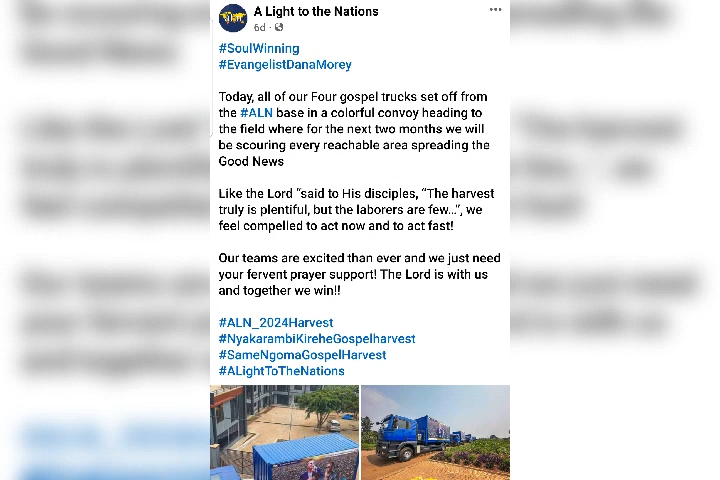 A Light to the Nations
6d
#SoulWinning
#EvangelistDanaMorey
Today, all of our Four gospel trucks set off from
the #ALN base in a colorful convoy heading to
the field where for the next two months we will
be scouring every reachable area spreading the
Good News
Like the Lord “said to His disciples, “The harvest
truly is plentiful, but the laborers are few...”, we
feel compelled to act now and to act fast!
Our teams are excited than ever and we just need
your fervent prayer support! The Lord is with us
and together we win!!
#ALN_2024Harvest
#NyakarambiKireheGospelharvest
#SameNgomaGospelHarvest
#ALightToTheNations